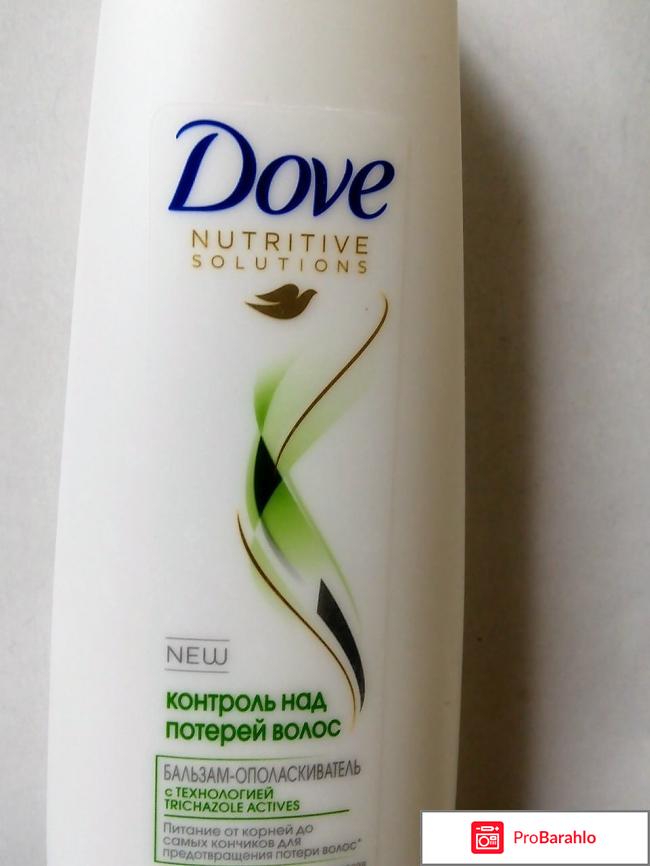 Dove
NUTRITIVE
SOLUTIONS
NEW
контроль над
потерей волос
БАЛЬЗАМ-ОПОЛАСКИВАТЕЛЬ
с ТЕХНОЛОГИЕЙ
TRICHAZOLE ACTIVES
Питание от корней до
самых кончиков для
предотвращения потери волос*
ProBarahlo